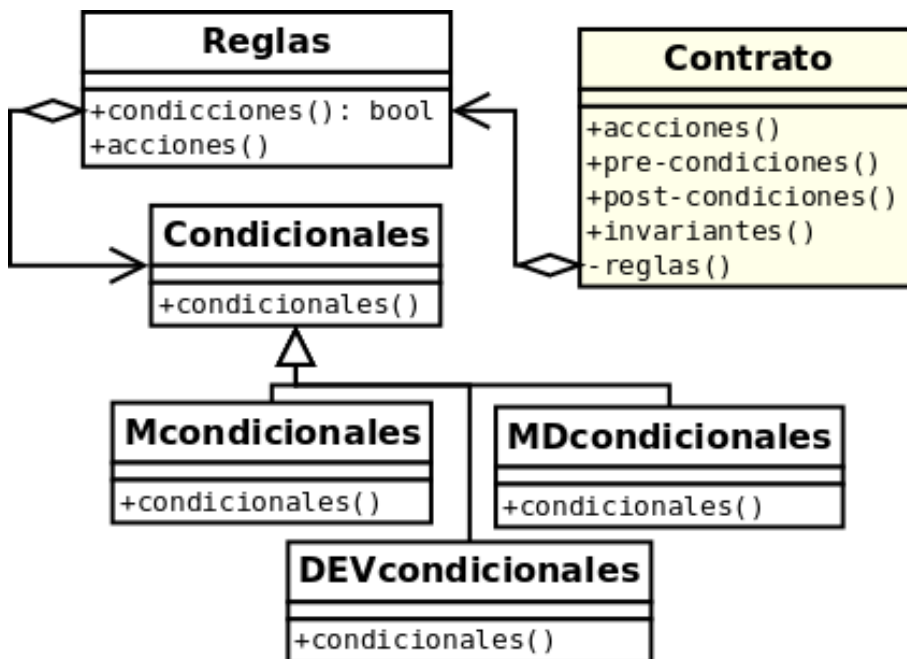 Reglas
+condicciones(): bool
+acciones()
Contrato
+accciones()
+pre-condiciones()
+post-condiciones()
+invariantes()
-reglas()
Condicionales
+condicionales()
Mcondicionales
+condicionales()
MDcondicionales
+condicionales()
DEVcondicionales
+condicionales()